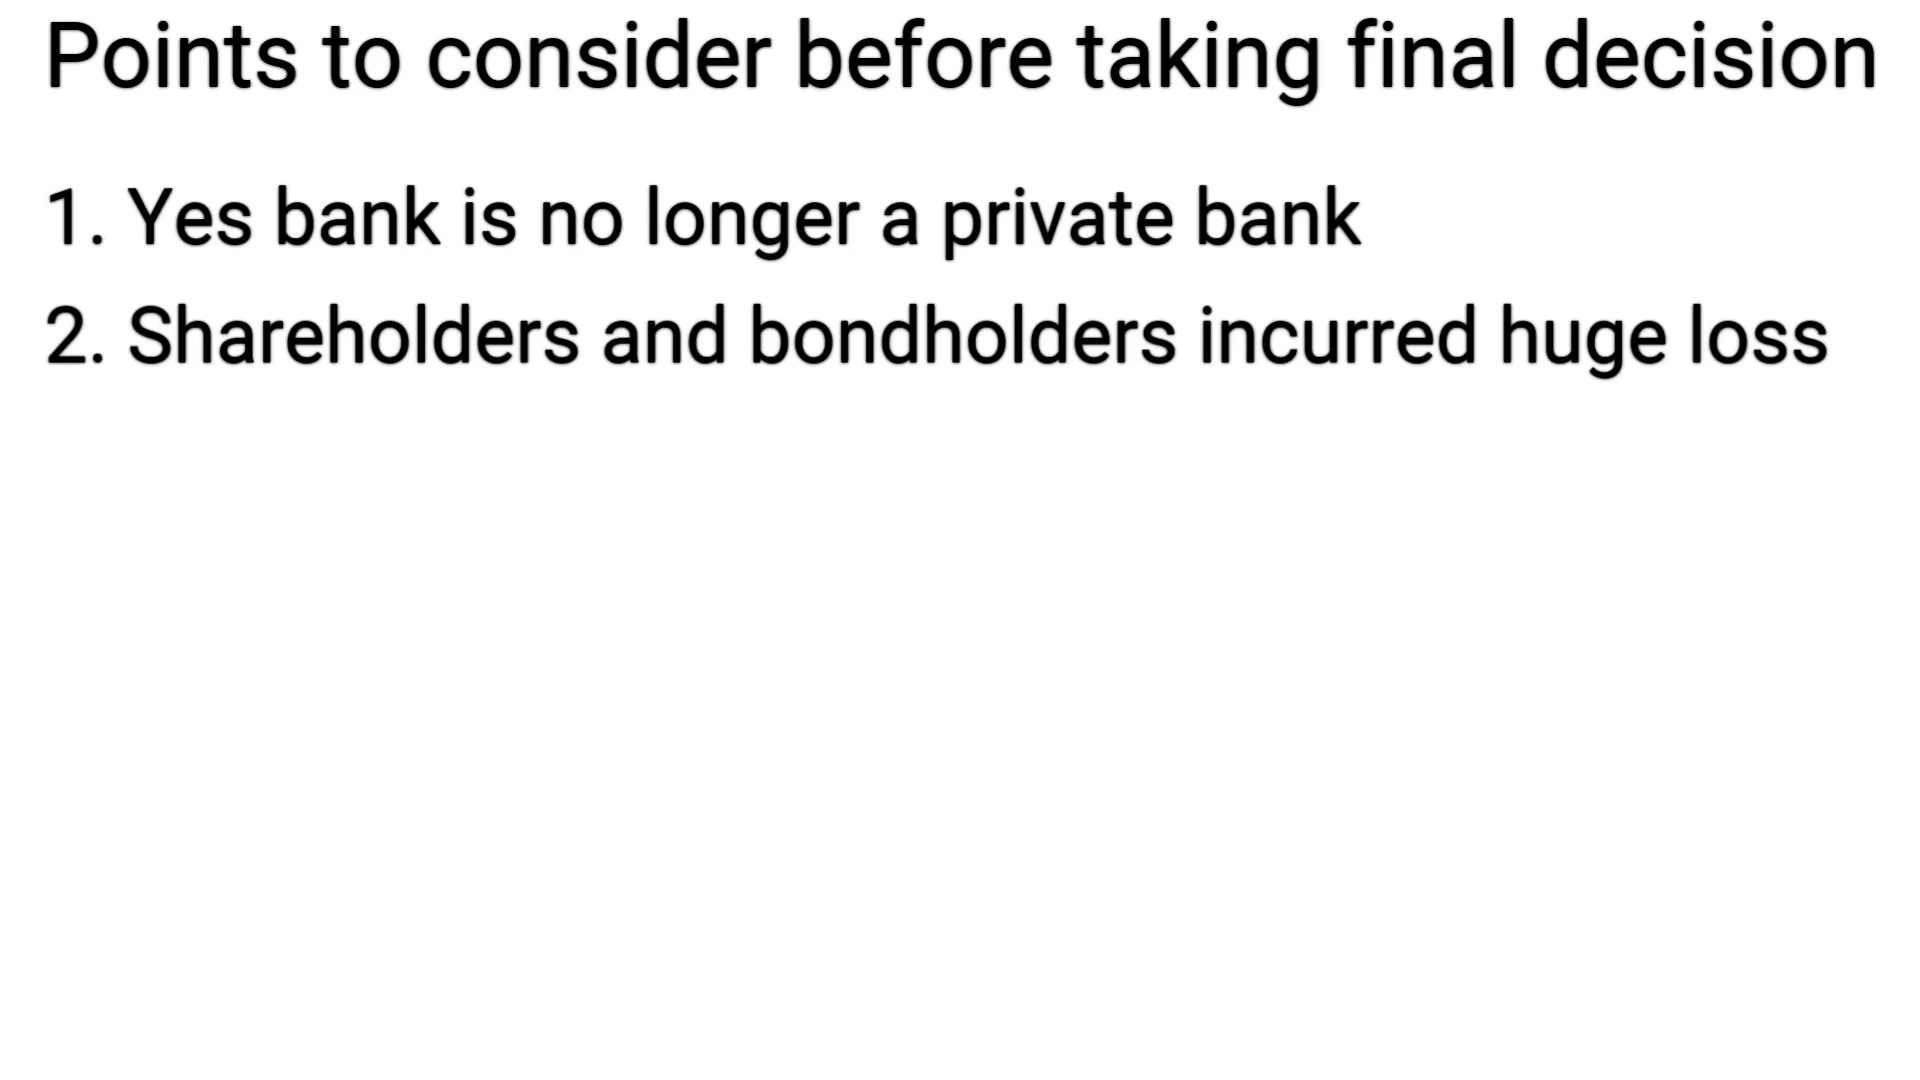 Points to consider before taking final decision
1. Yes bank is no longer a private bank
2. Shareholders and bondholders incurred huge loss